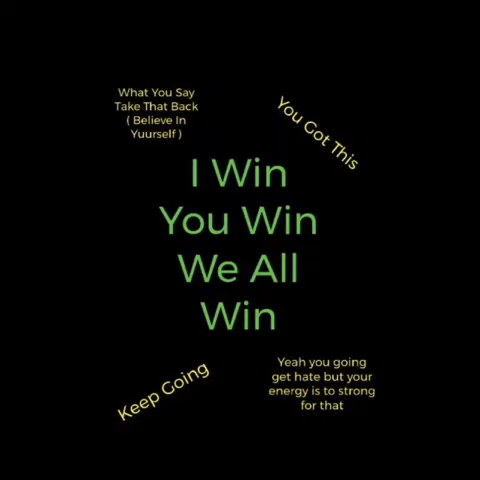 What You Say
Take That Back
( Believe In
Yuurself )
You Got This
I Win
You Win
We All
Win
Keep Going
Yeah you going
get hate but your
energy is to strong
for that